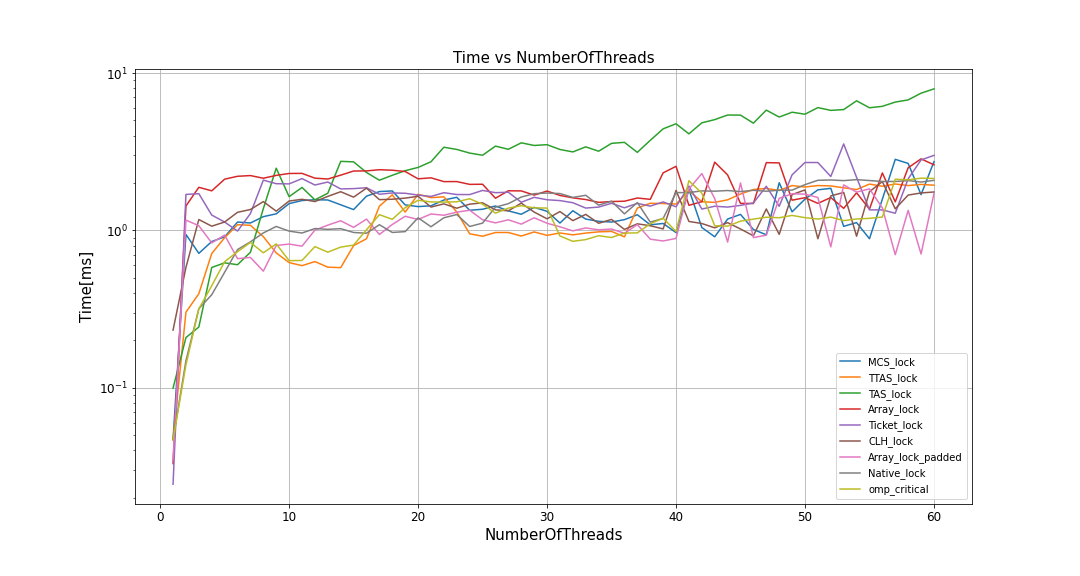 Time vs NumberOfThreads
10^1
10^0
10^-1
Time[ms]
0 10 20 30 40 50 60
NumberOfThreads
MCS_lock
TTAS_lock
TAS_lock
Array_lock
Ticket_lock
CLH_lock
Array_lock_padded
Native_lock
omp_critical